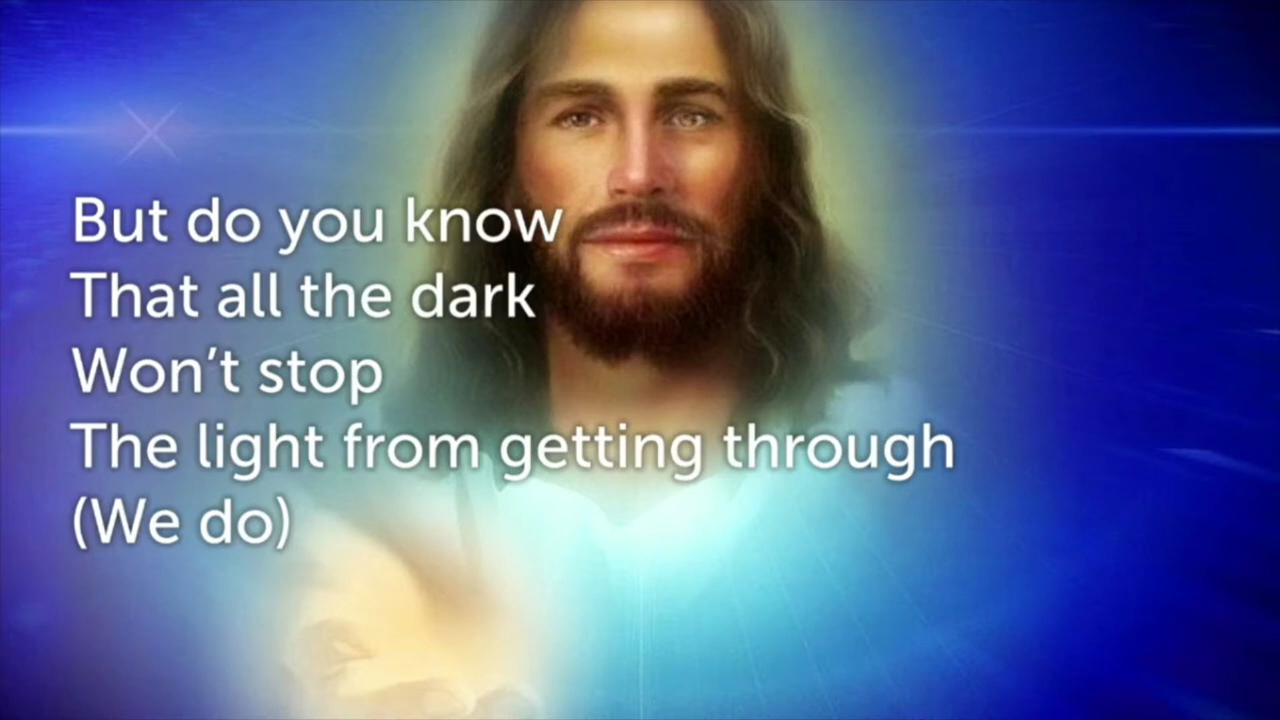 But do you know
That all the dark
Won’t stop
The light from getting through
(We do)